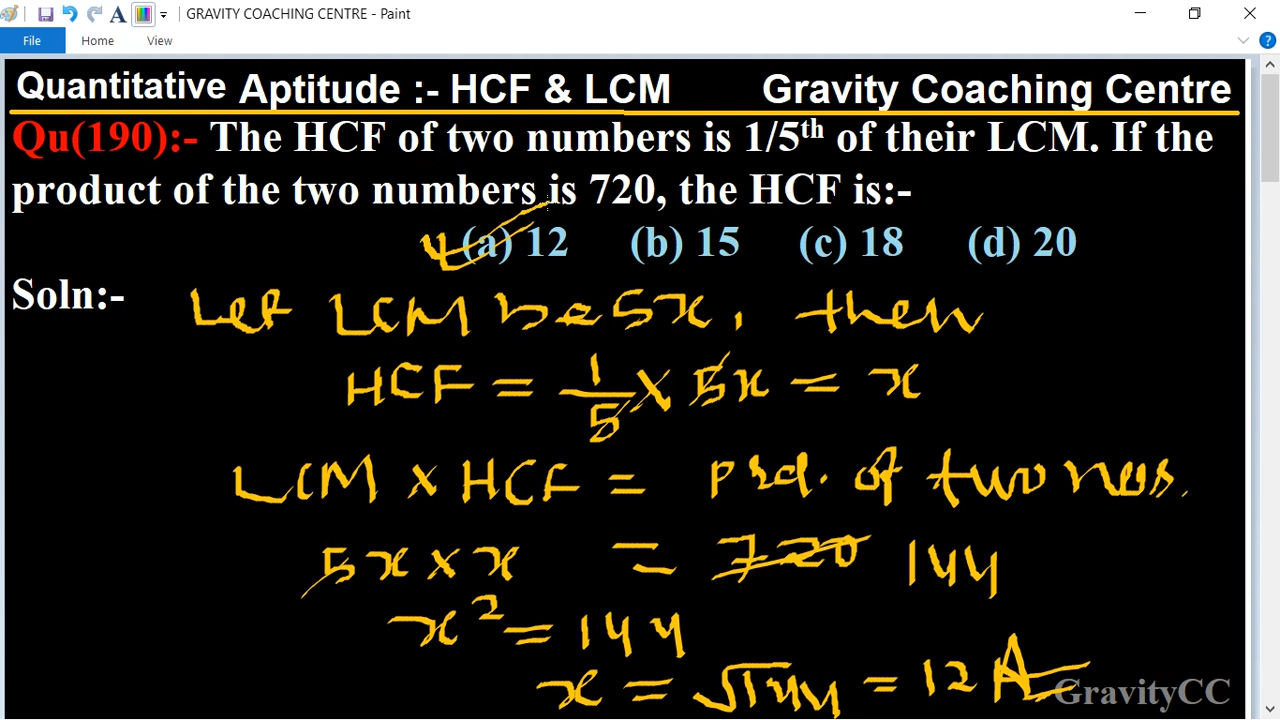 GRAVITY COACHING CENTRE - Paint
File Home View
Quantitative Aptitude :- HCF & LCM Gravity Coaching Centre
Qu(190):- The HCF of two numbers is 1/5th of their LCM. If the
product of the two numbers is 720, the HCF is:-
(a) 12 (b) 15 (c) 18 (d) 20
Soln:- Let LCM be 5x, then
HCF = 1/5 × 5x = x
LCM × HCF = Prd. of two nos.
5x × x = 720 144
x² = 144
x = √144 = 12 A
GravityCC